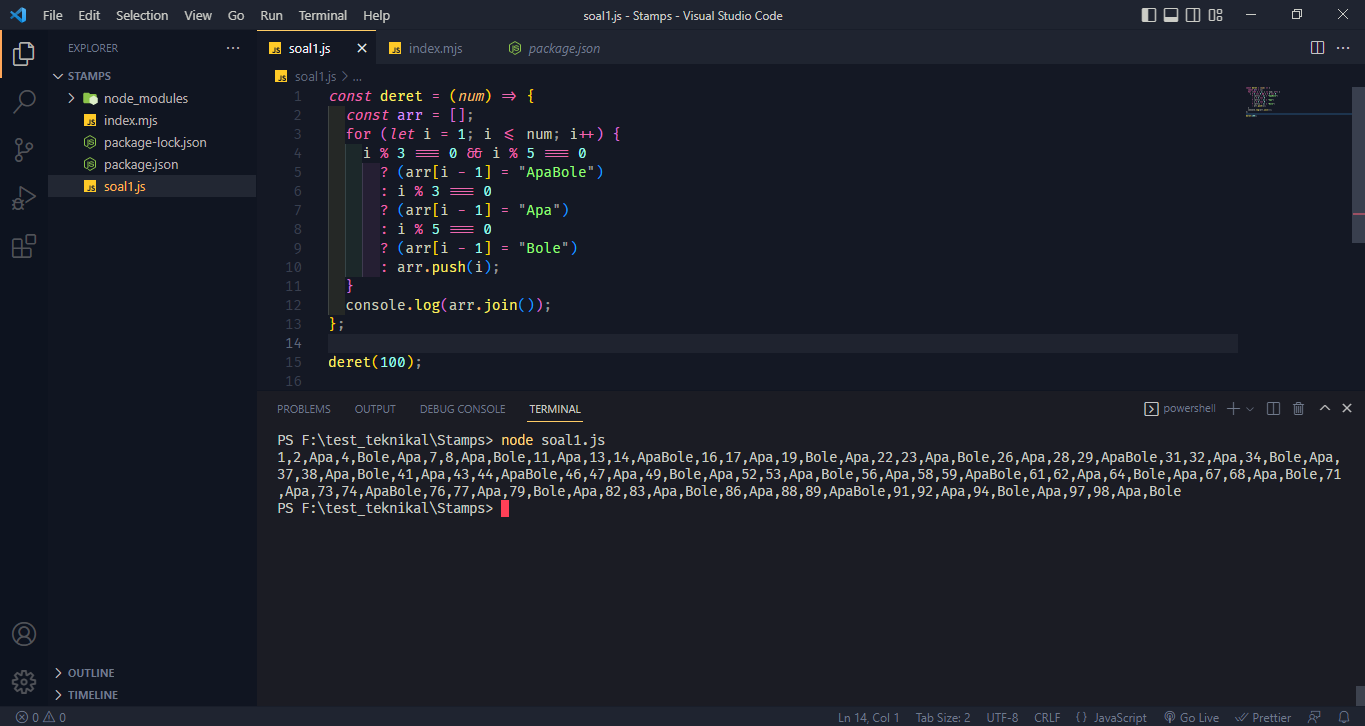 File Edit Selection View Go Run Terminal Help soal1.js - Stamps - Visual Studio Code
EXPLORER
STAMPS
node_modules
index.mjs
package-lock.json
package.json
soal1.js
OUTLINE
TIMELINE
soal1.js index.mjs package.json
soal1.js > ...
1 const deret = (num) => {
2 const arr = [];
3 for (let i = 1; i <= num; i++) {
4 i % 3 === 0 && i % 5 === 0
5 ? (arr[i - 1] = "ApaBole")
6 : i % 3 === 0
7 ? (arr[i - 1] = "Apa")
8 : i % 5 === 0
9 ? (arr[i - 1] = "Bole")
10 : arr.push(i);
11 }
12 console.log(arr.join());
13 };
14
15 deret(100);
16
PROBLEMS OUTPUT DEBUG CONSOLE TERMINAL powershell
PS F:\test_teknikal\Stamps> node soal1.js
1,2,Apa,4,Bole,Apa,7,8,Apa,Bole,11,Apa,13,14,ApaBole,16,17,Apa,19,Bole,Apa,22,23,Apa,Bole,26,Apa,28,29,ApaBole,31,32,Apa,34,Bole,Apa,
37,38,Apa,Bole,41,Apa,43,44,ApaBole,46,47,Apa,49,Bole,Apa,52,53,Apa,Bole,56,Apa,58,59,ApaBole,61,62,Apa,64,Bole,Apa,67,68,Apa,Bole,71
,Apa,73,74,ApaBole,76,77,Apa,79,Bole,Apa,82,83,Apa,Bole,86,Apa,88,89,ApaBole,91,92,Apa,94,Bole,Apa,97,98,Apa,Bole
PS F:\test_teknikal\Stamps>
0 0 Ln 14, Col 1 Tab Size: 2 UTF-8 CRLF {} JavaScript Go Live Prettier